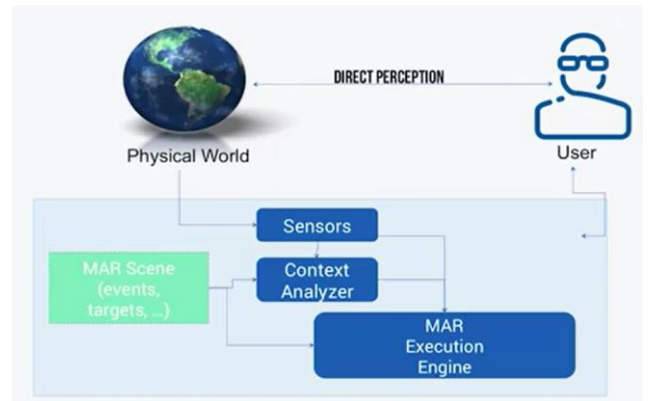 DIRECT PERCEPTION
Physical World
User
Sensors
MAR Scene
(events,
targets, ...)
Context
Analyzer
MAR
Execution
Engine